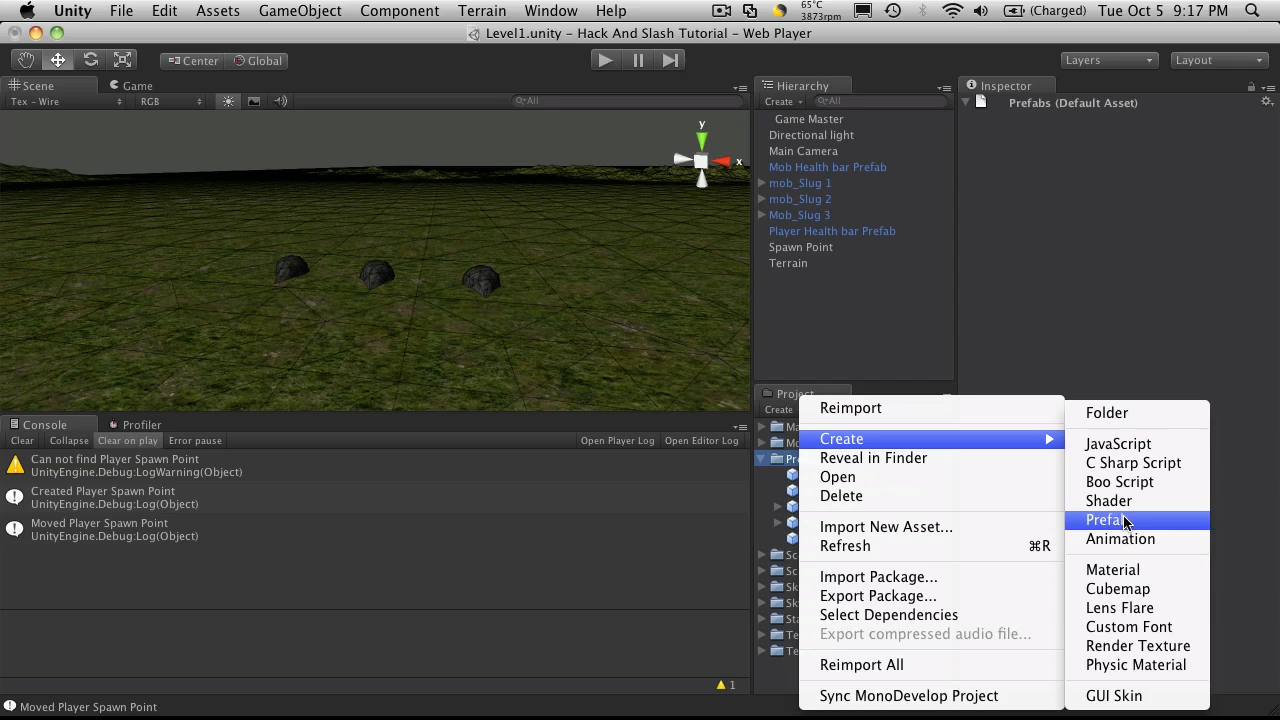 Unity File Edit Assets GameObject Component Terrain Window Help 65°C 3873rpm (Charged) Tue Oct 5 9:17 PM
Level1.unity - Hack And Slash Tutorial - Web Player
Center Global Layers Layout
Scene Game
Tex - Wire RGB All
y
x
Hierarchy
Create All
Game Master
Directional light
Main Camera
Mob Health bar Prefab
mob_Slug 1
mob_Slug 2
Mob_Slug 3
Player Health bar Prefab
Spawn Point
Terrain
Inspector
Prefabs (Default Asset)
Console Profiler
Clear Collapse Clear on play Error pause Open Player Log Open Editor Log
Can not find Player Spawn Point
UnityEngine.Debug:LogWarning(Object)
Created Player Spawn Point
UnityEngine.Debug:Log(Object)
Moved Player Spawn Point
UnityEngine.Debug:Log(Object)
1
Moved Player Spawn Point
Project
Create
Reimport
Create
Reveal in Finder
Open
Delete
Import New Asset...
Refresh ⌘R
Import Package...
Export Package...
Select Dependencies
Export compressed audio file...
Reimport All
Sync MonoDevelop Project
Folder
JavaScript
C Sharp Script
Boo Script
Shader
Prefab
Animation
Material
Cubemap
Lens Flare
Custom Font
Render Texture
Physic Material
GUI Skin